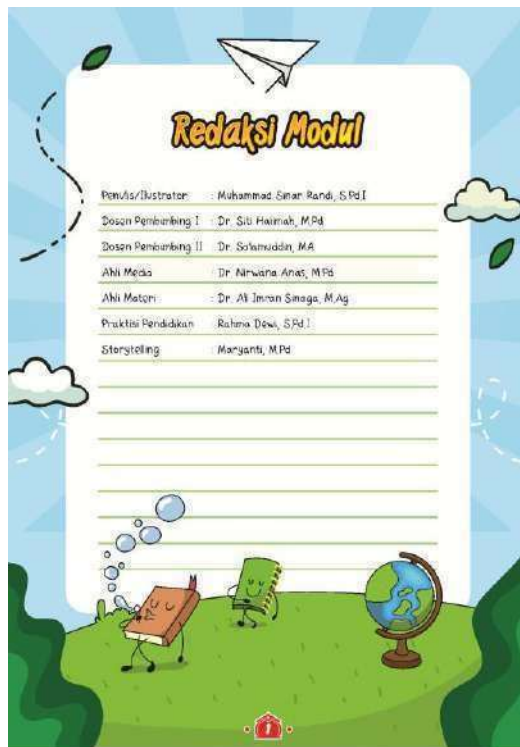 Redaksi Modul
Penulis/Ilustrator : Muhammad Sinar Randi, S.Pd.I
Dosen Pembimbing I : Dr. Siti Halimah, M.Pd
Dosen Pembimbing II : Dr. Salamuddin, MA
Ahli Media : Dr. Nirwana Anas, M.Pd
Ahli Materi : Dr. Ali Imran Sinaga, M.Ag
Praktisi Pendidikan : Rahma Dewi, S.Pd.I
Storytelling : Maryanti, M.Pd